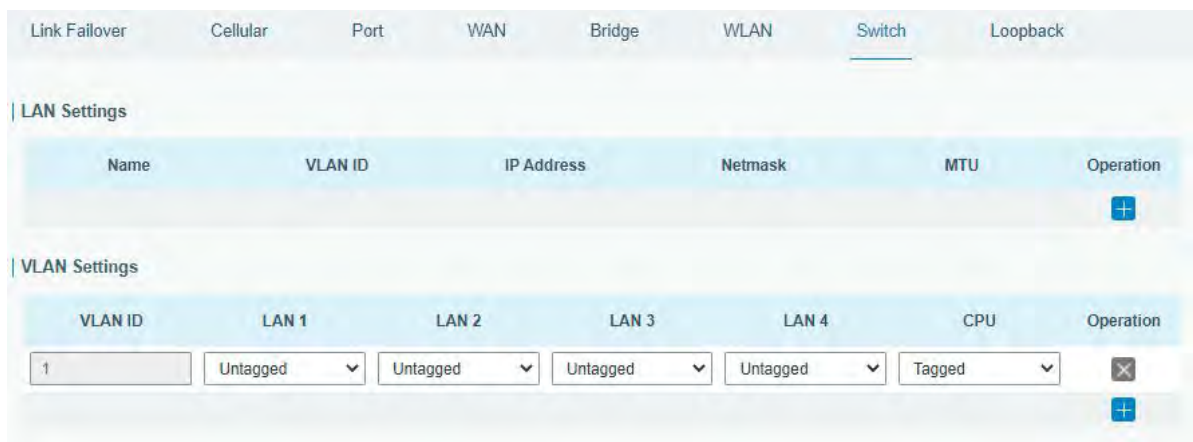 Link Failover Cellular Port WAN Bridge WLAN Switch Loopback
LAN Settings
Name VLAN ID IP Address Netmask MTU Operation
VLAN Settings
VLAN ID LAN 1 LAN 2 LAN 3 LAN 4 CPU Operation
1 Untagged Untagged Untagged Untagged Tagged